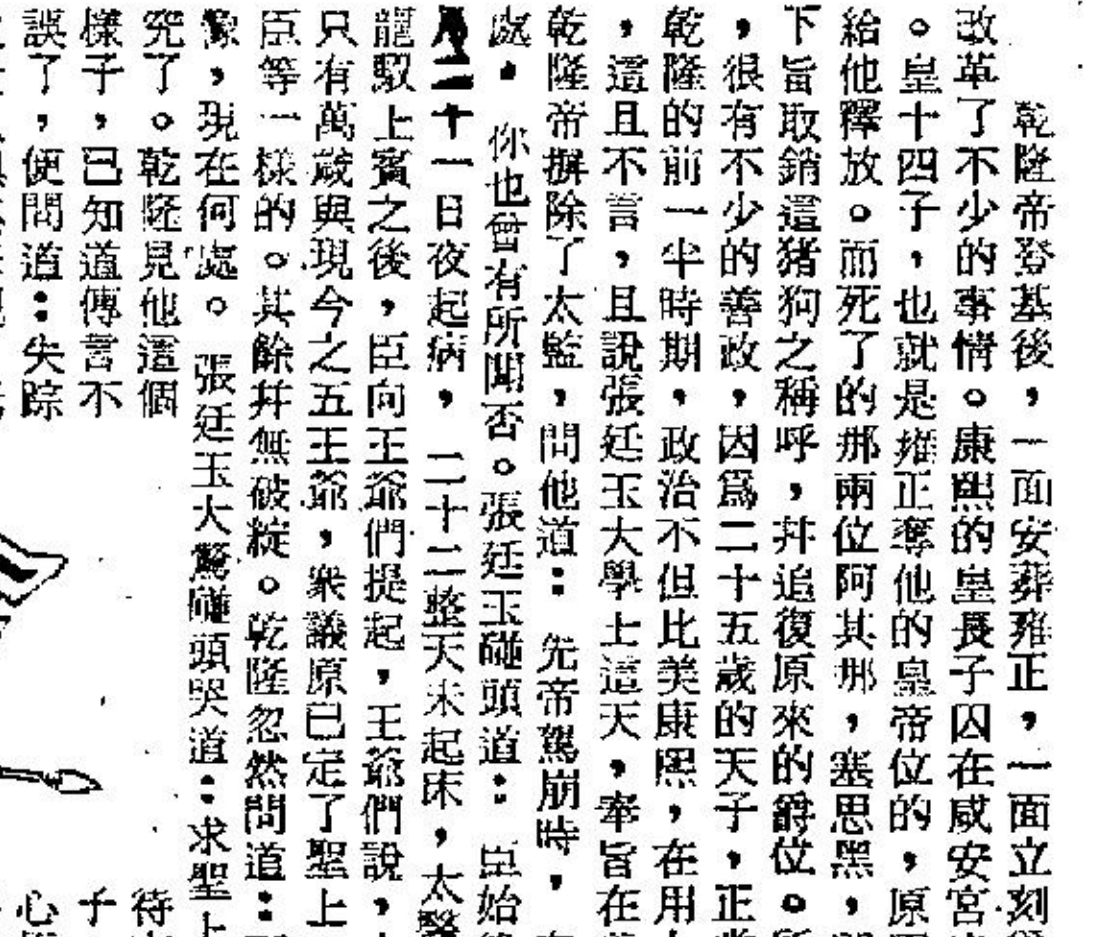 乾隆帝登基後，一面安葬雍正，一面立刻
改革了不少的事情。康熙的皇長子囚在咸安宮
。皇十四子，也就是雍正奪他的皇帝位的，原
給他釋放。而死了的那兩位阿其那，塞思黑，
下旨取銷這猪狗之稱呼，幷追復原來的爵位。
，很有不少的善政，因爲二十五歲的天子，正
乾隆的前一半時期，政治不但比美康熙，在用
，這且不言，且說張廷玉大學士這天，奉旨在
乾隆帝摒除了太監，問他道：先帝駕崩時，
處，你也曾有所聞否。張廷玉碰頭道：臣始
月二十一日夜起病，二十二整天未起床，太醫
龍馭上賓之後，臣向王爺們提起，王爺們說，
只有萬歲與現今之五王爺，衆議原已定了聖上
臣等一樣的。其餘幷無破綻。乾隆忽然問道：
像，現在何處。張廷玉大驚碰頭哭道：求聖上
究了。乾隆見他這個
樣子，已知道傳言不
誤了，便問道：失踪
待
子
心